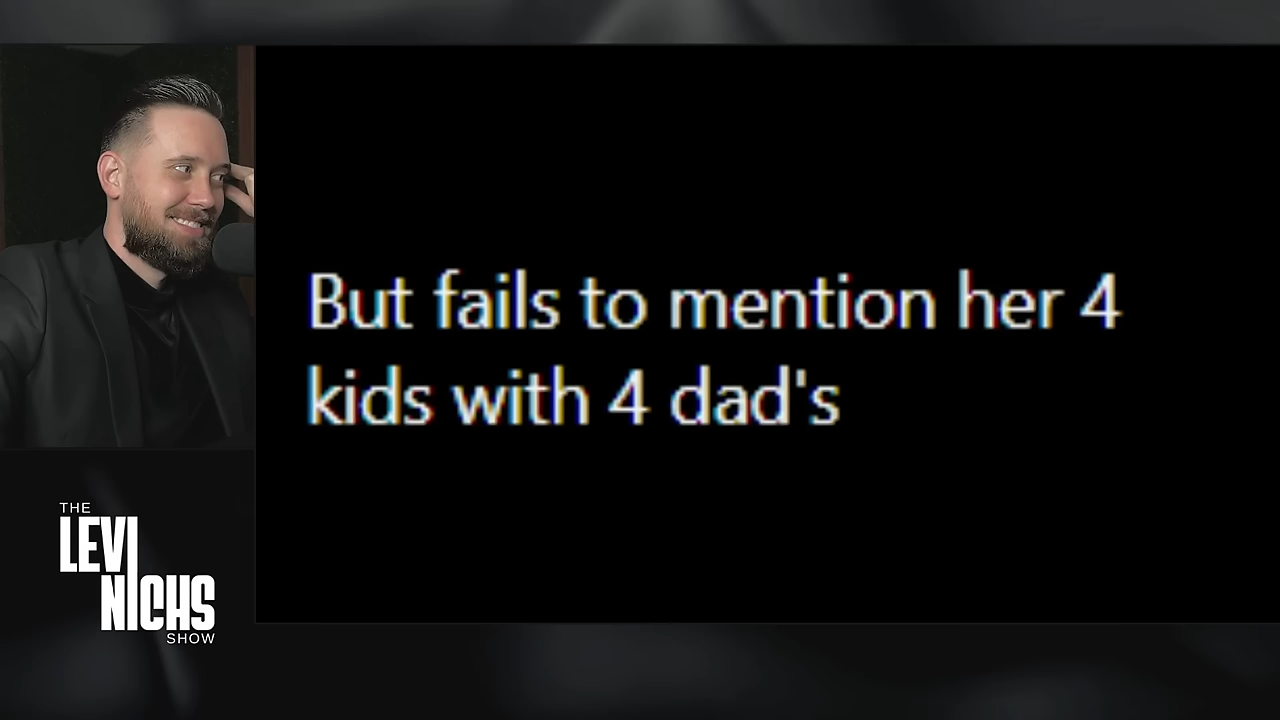 But fails to mention her 4
kids with 4 dad's
THE
LEVI
NICHS
SHOW